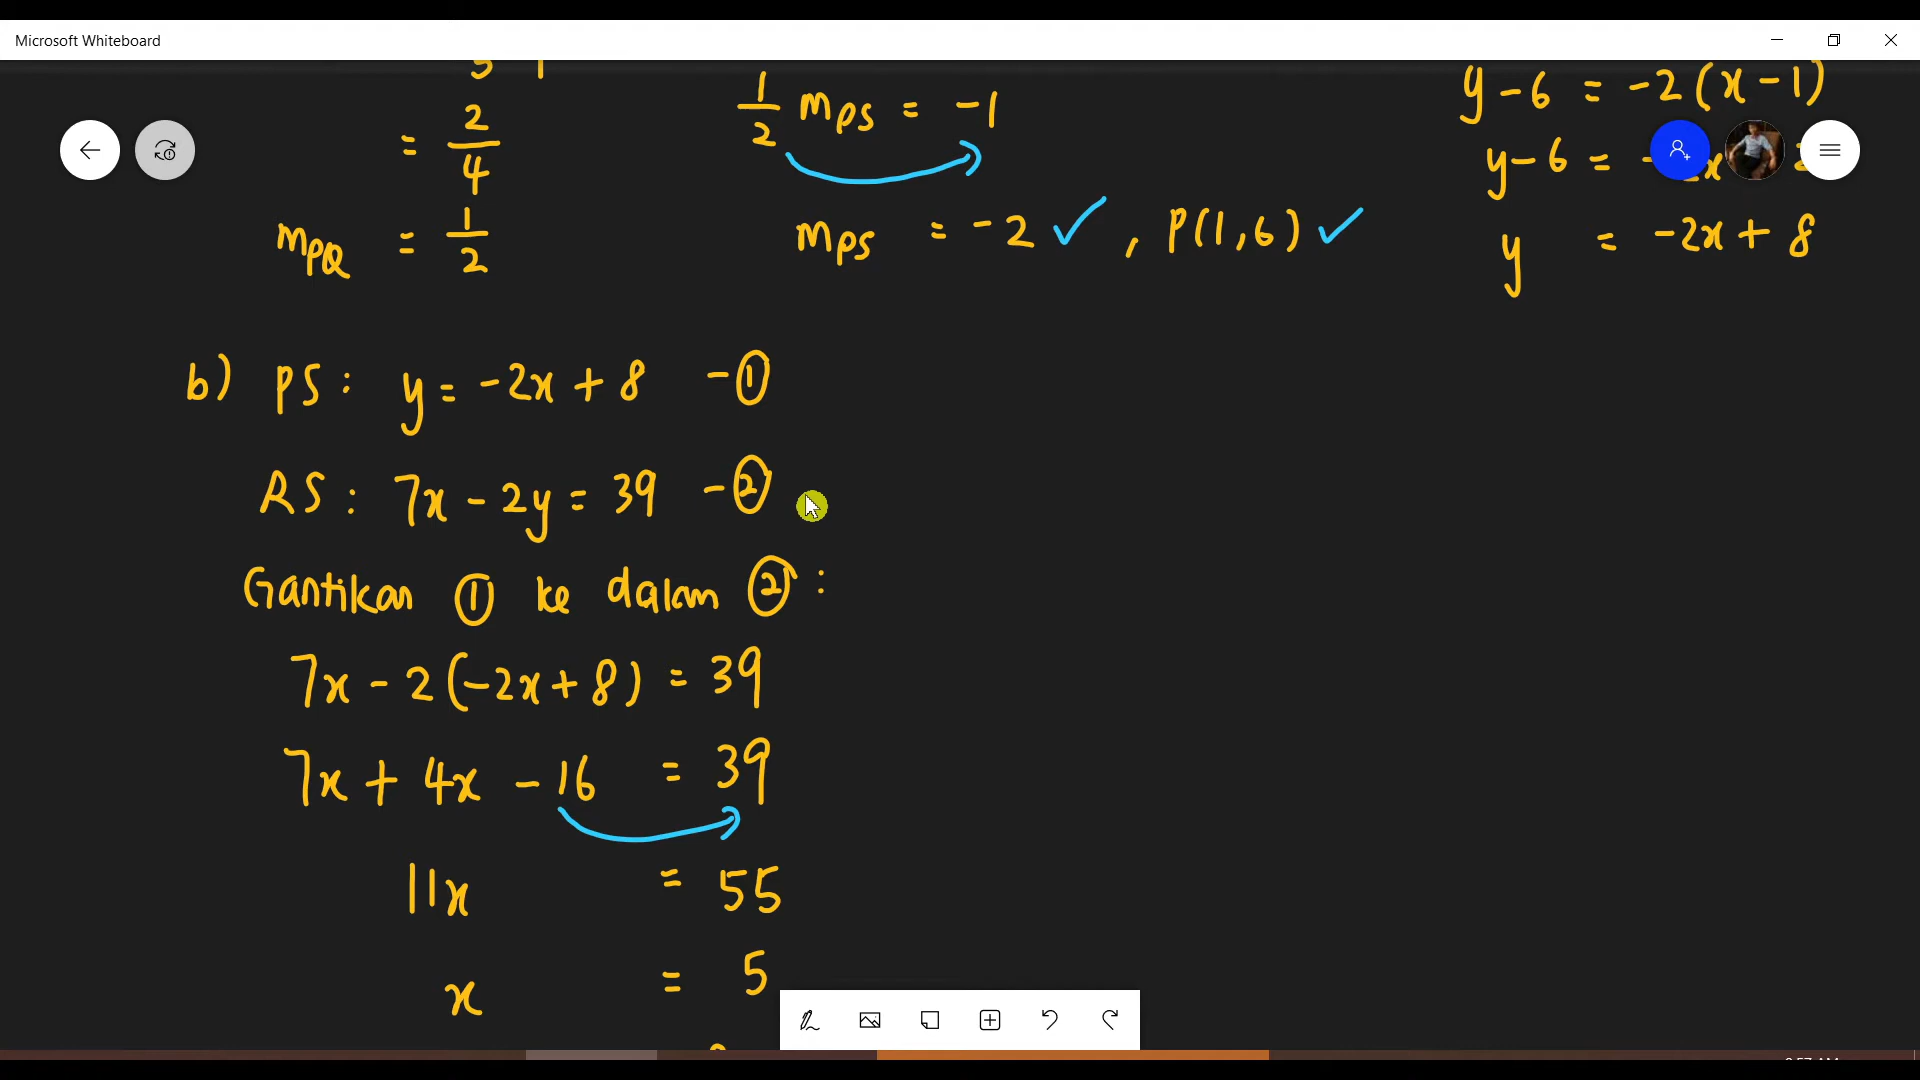 Microsoft Whiteboard
= 2/4
m_PQ = 1/2
1/2 m_PS = -1
m_PS = -2 ✓, P(1,6) ✓
y-6 = -2(x-1)
y-6 =
y = -2x+8
b) PS: y = -2x+8 -①
RS: 7x-2y = 39 -②
Gantikan ① ke dalam ②:
7x-2(-2x+8) = 39
7x+4x-16 = 39
11x = 55
x = 5